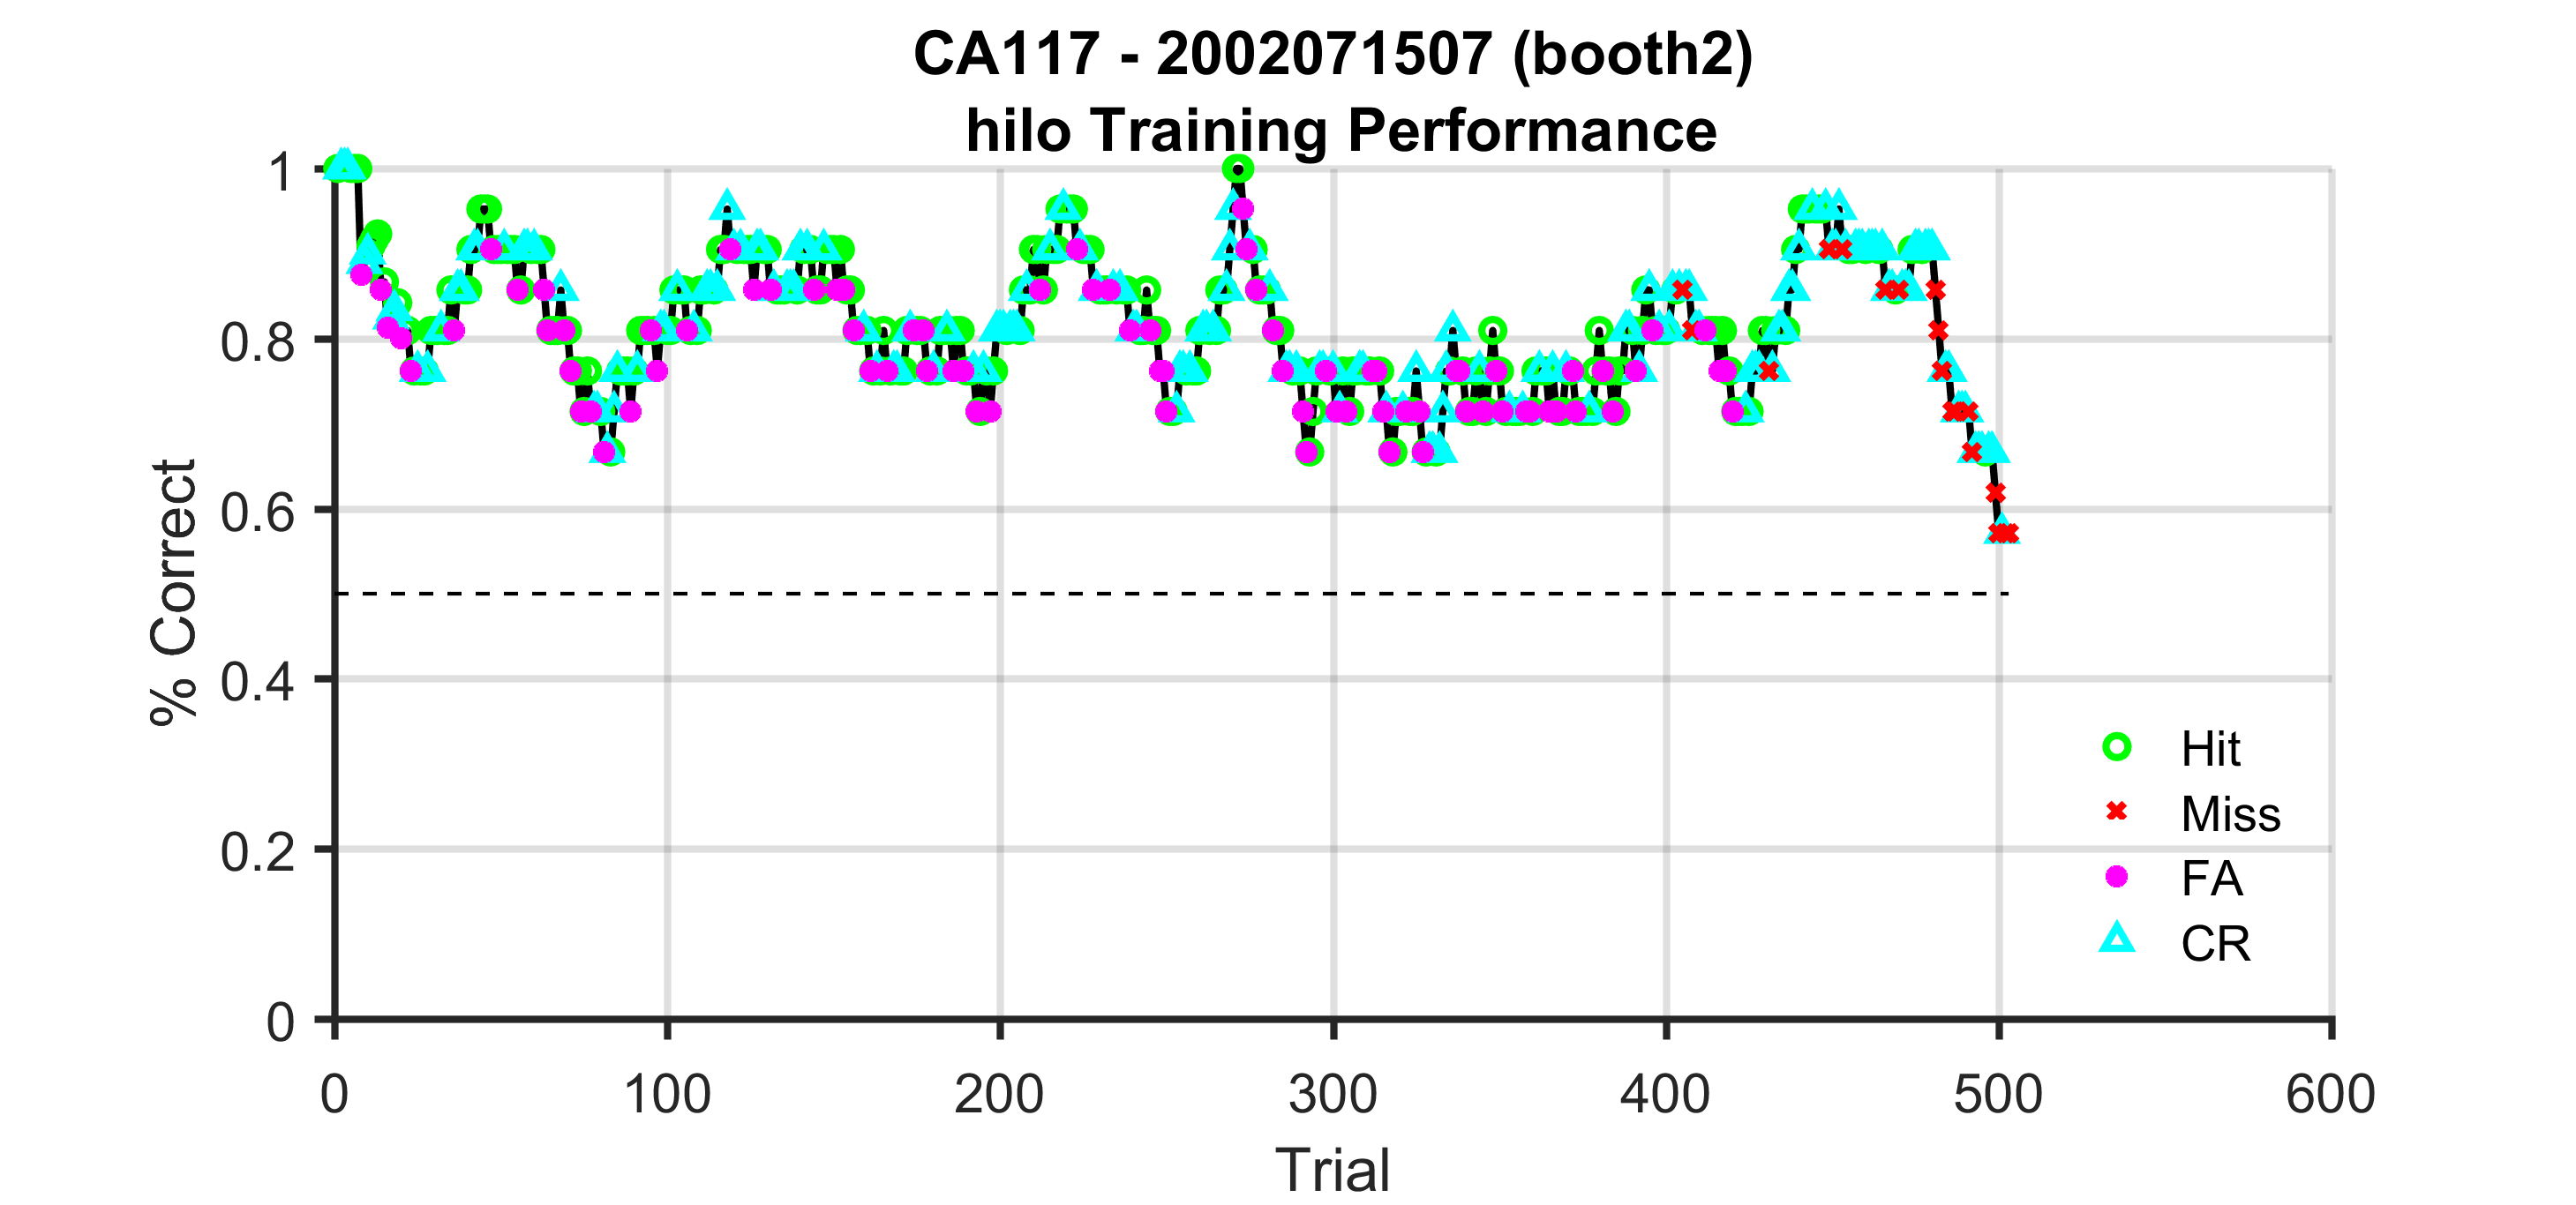 CA117 - 2002071507 (booth2)
hilo Training Performance
% Correct
1
0.8
0.6
0.4
0.2
0
0 100 200 300 400 500 600
Trial
Hit
Miss
FA
CR